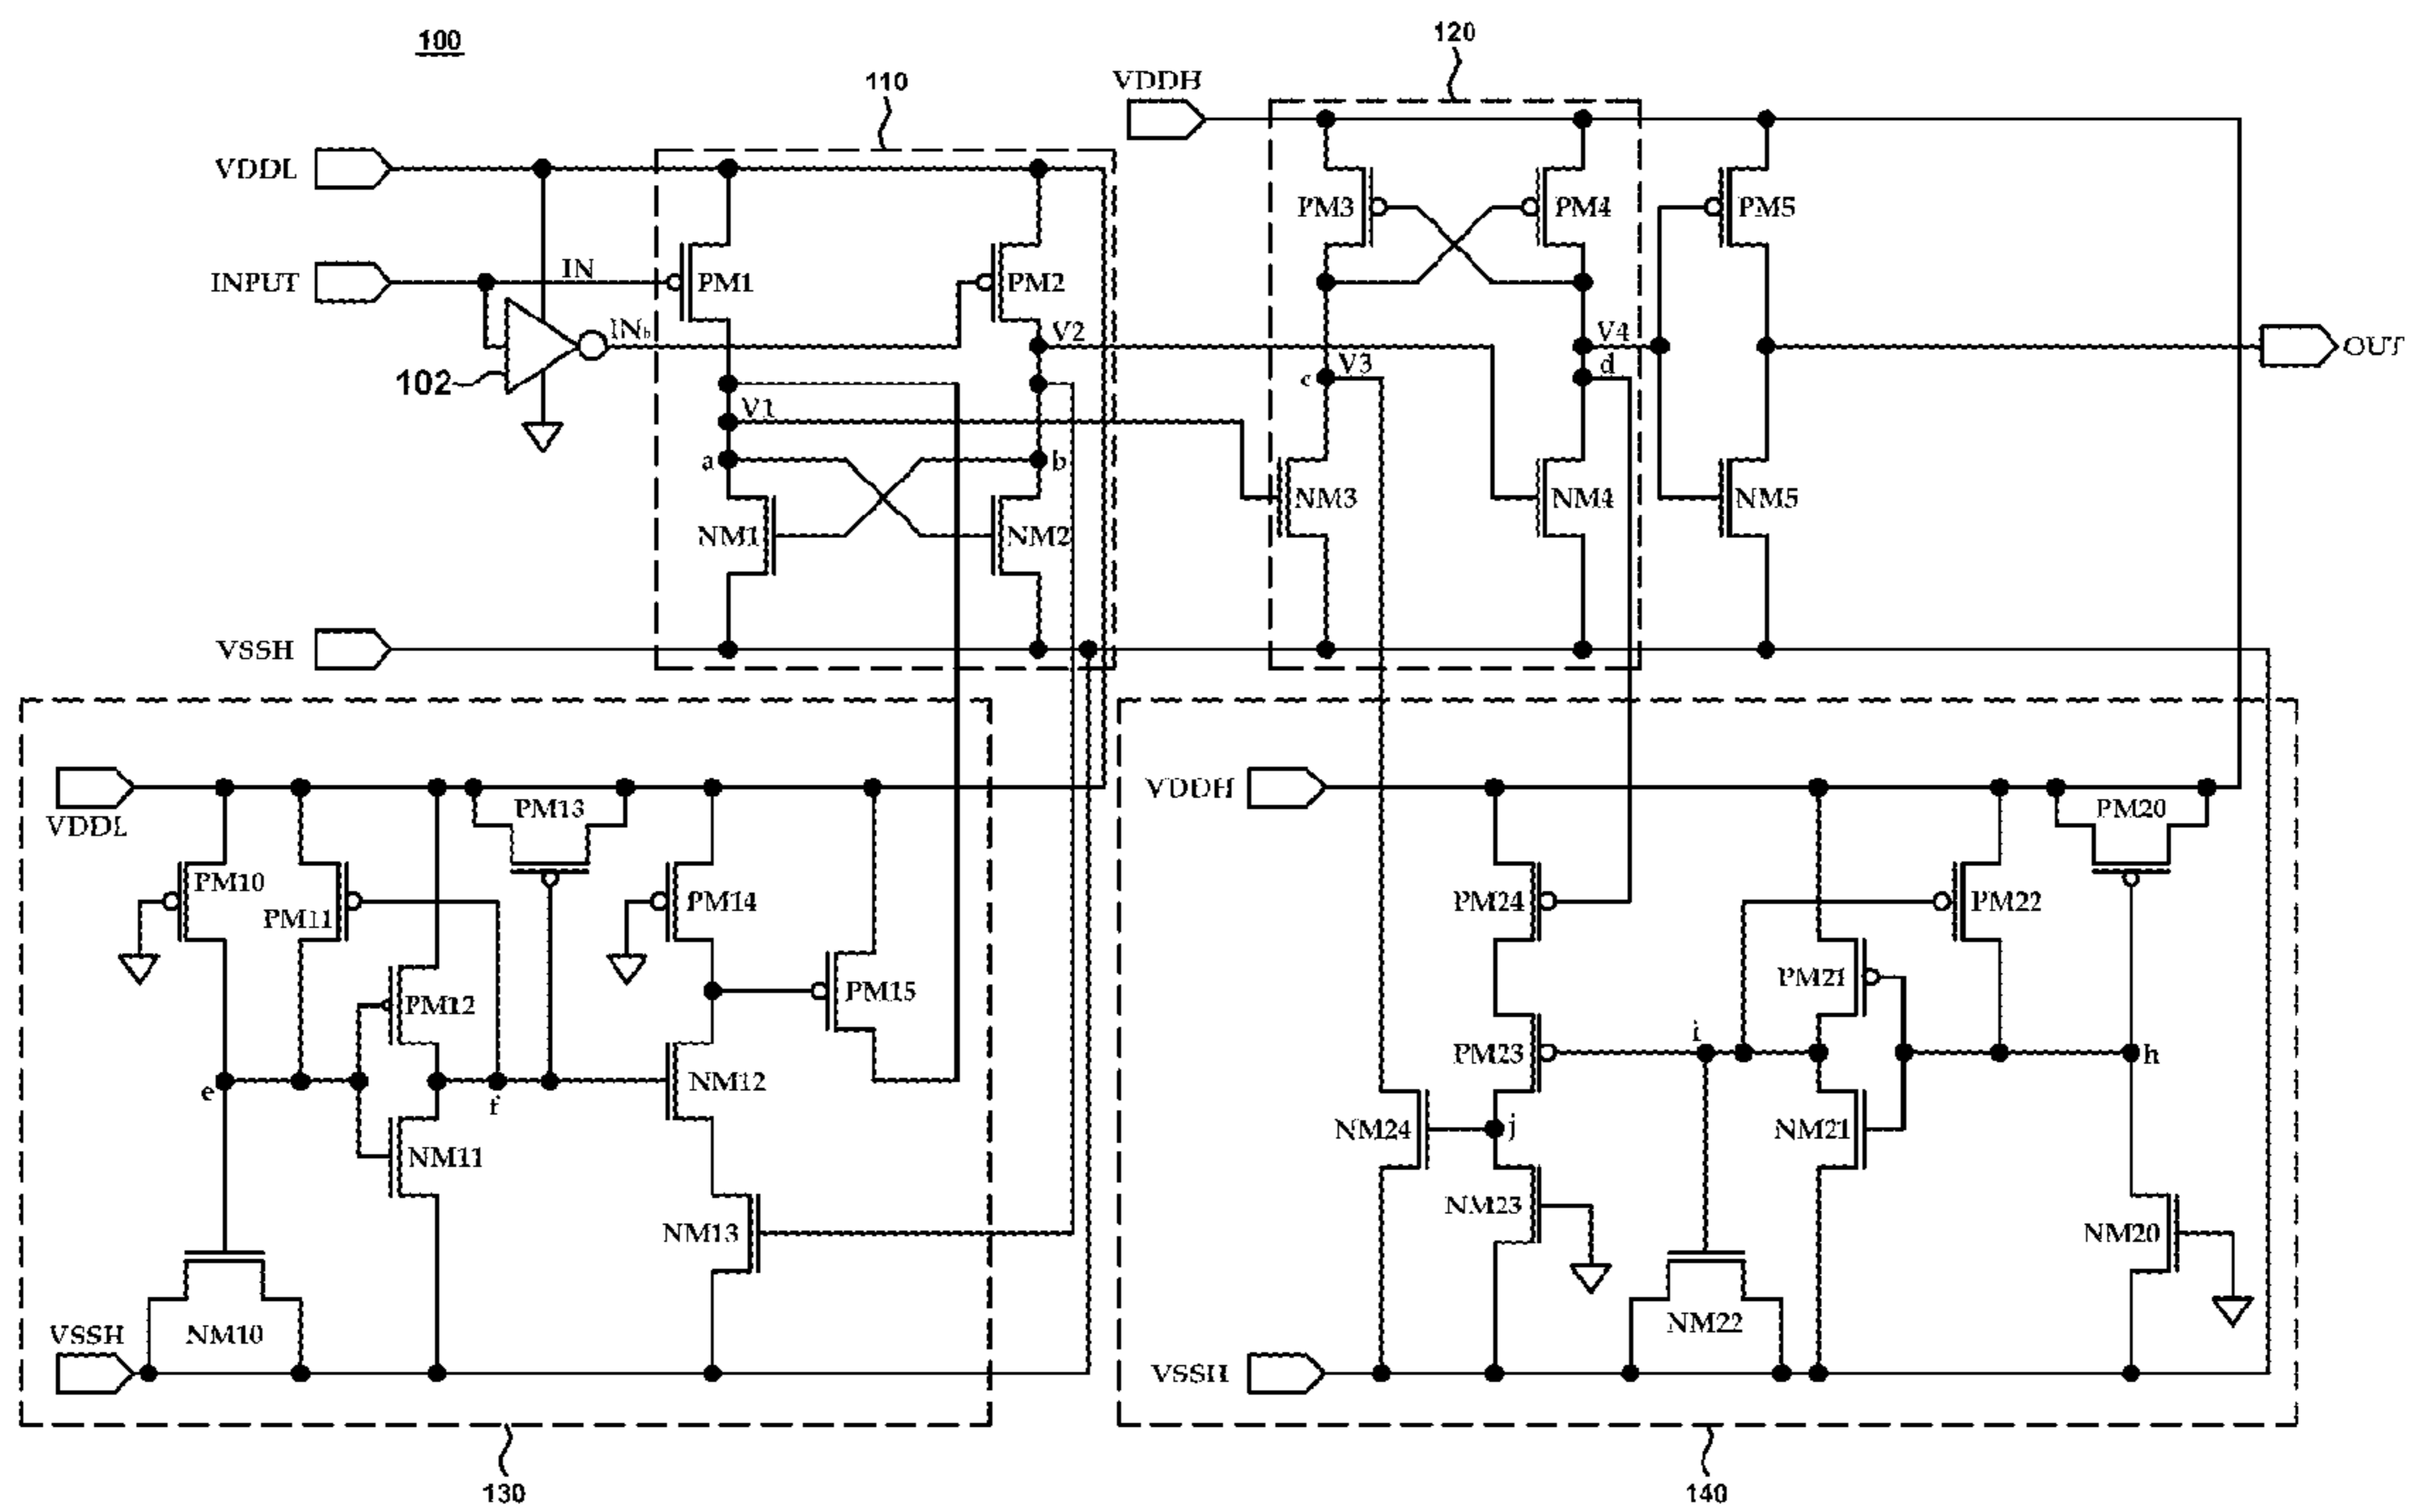 100
120
110
VDDH
VDDL
PM3
PM4
PM5
INPUT
IN
PM1
PM2
INb
V2
V4
OUT
102
V3
c
d
V1
a
b
NM3
NM4
NM5
NM1
NM2
VSSH
VDDL
PM13
VDDH
PM20
PM10
PM11
PM14
PM24
PM22
PM12
PM15
PM21
e
f
NM12
PM23
i
h
NM11
NM24
j
NM21
NM13
NM23
NM20
VSSH
NM10
NM22
VSSH
130
140